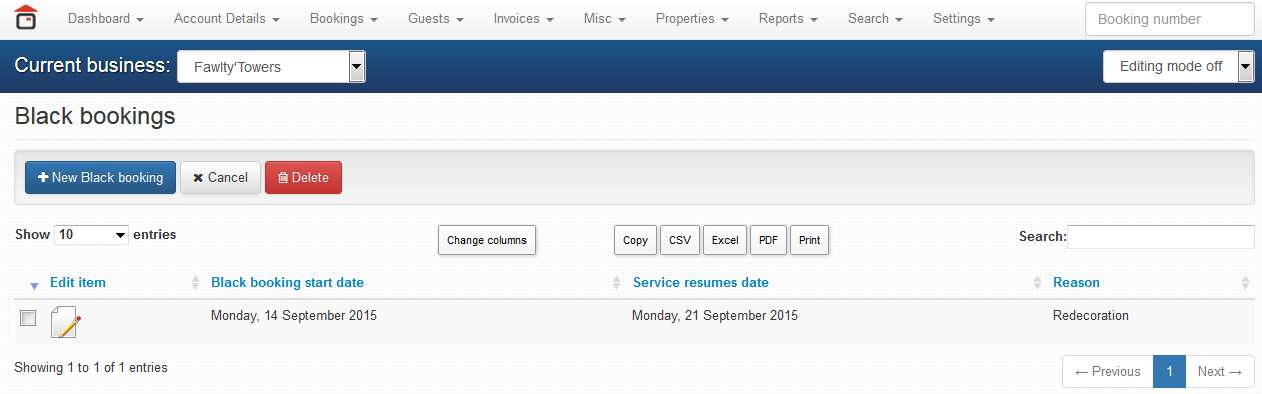 Dashboard Account Details Bookings Guests Invoices Misc Properties Reports Search Settings Booking number
Current business: Fawlty'Towers Editing mode off
Black bookings
New Black booking Cancel Delete
Show 10 entries Change columns Copy CSV Excel PDF Print Search:
Edit item Black booking start date Service resumes date Reason
Monday, 14 September 2015 Monday, 21 September 2015 Redecoration
Showing 1 to 1 of 1 entries ← Previous 1 Next →